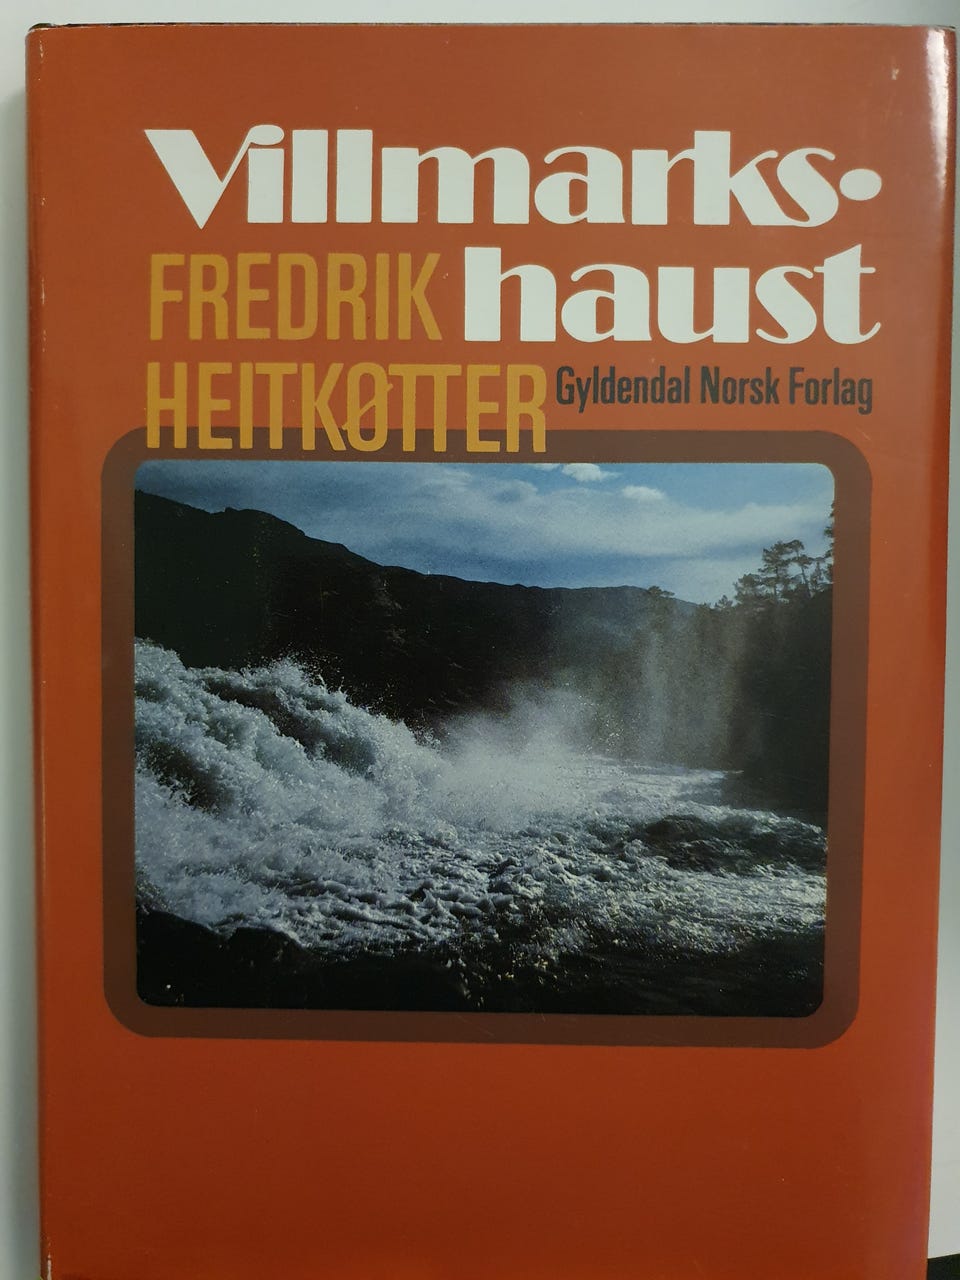 Villmarks-
haust
FREDRIK
HEITKØTTER
Gyldendal Norsk Forlag